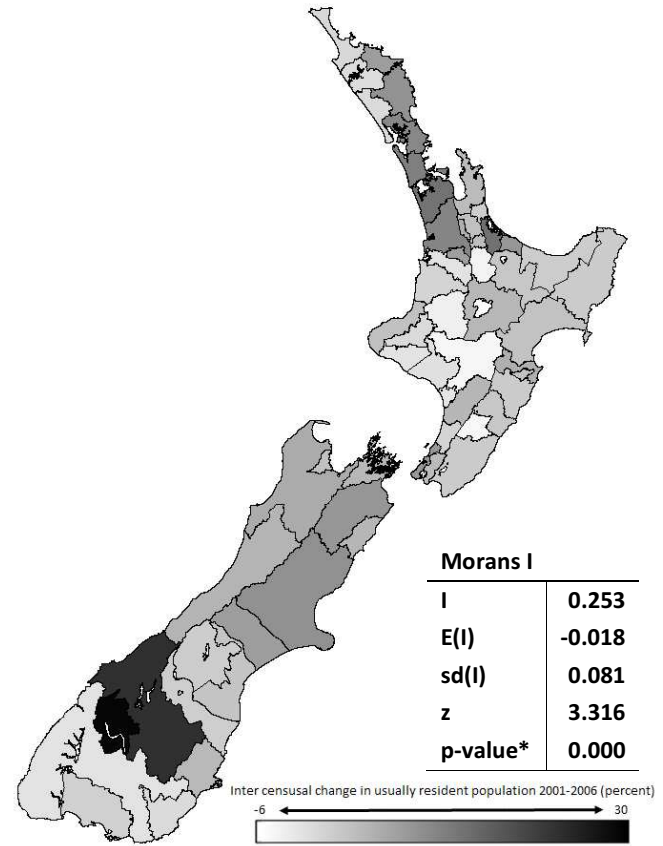 Morans I
I 0.253
E(I) -0.018
sd(I) 0.081
z 3.316
p-value* 0.000
Inter censusal change in usually resident population 2001-2006 (percent)
-6 30